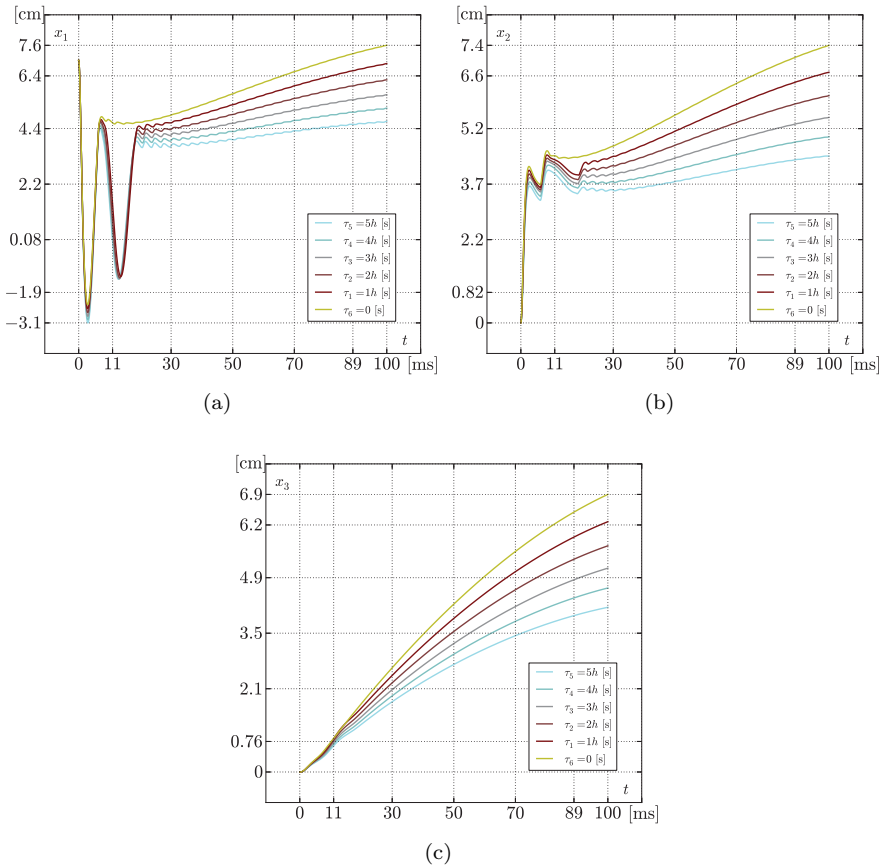 [cm]
x₁
7.6
6.4
4.4
2.2
0.08
−1.9
−3.1
τ₅ =5h [s]
τ₄ =4h [s]
τ₃ =3h [s]
τ₂ =2h [s]
τ₁ =1h [s]
τ₆ =0 [s]
t
0 11 30 50 70 89 100 [ms]
(a)
[cm]
x₂
7.6
6.6
5.2
3.7
2.2
0.82
0
τ₅ =5h [s]
τ₄ =4h [s]
τ₃ =3h [s]
τ₂ =2h [s]
τ₁ =1h [s]
τ₆ =0 [s]
t
0 11 30 50 70 89 100 [ms]
(b)
[cm]
x₃
6.9
6.2
4.9
3.5
2.1
0.76
0
τ₅ =5h [s]
τ₄ =4h [s]
τ₃ =3h [s]
τ₂ =2h [s]
τ₁ =1h [s]
τ₆ =0 [s]
t
0 11 30 50 70 89 100 [ms]
(c)